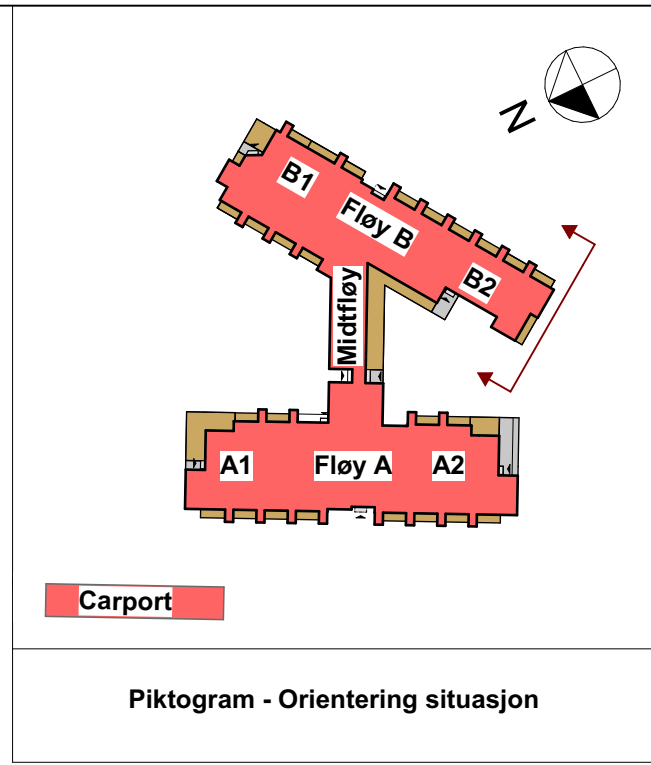 N
B1
Fløy B
B2
Midtfløy
A1
Fløy A
A2
Carport
Piktogram - Orientering situasjon